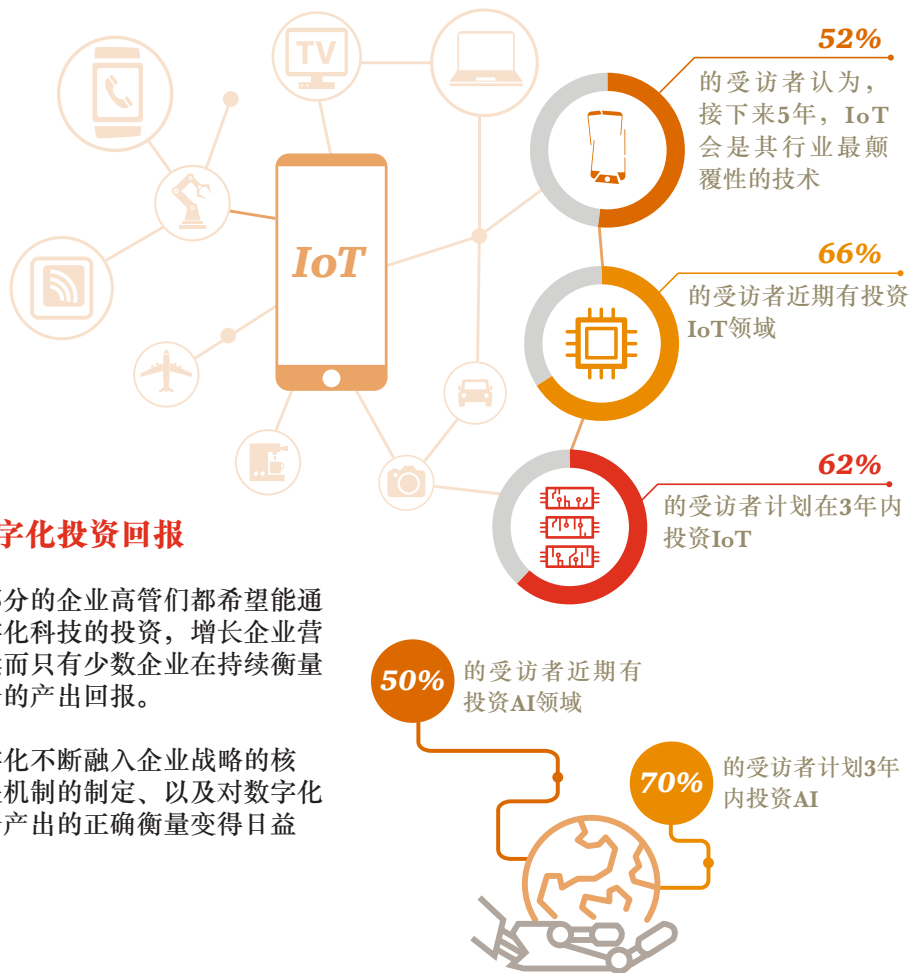 TV
IoT
52%
的受访者认为，
接下来5年，IoT
会是其行业最颠
覆性的技术
66%
的受访者近期有投资
IoT领域
62%
的受访者计划在3年内
投资IoT
字化投资回报
部分的企业高管们都希望能通
字化科技的投资，增长企业营
然而只有少数企业在持续衡量
的产出回报。
字化不断融入企业战略的核
机制的制定、以及对数字化
产出的正确衡量变得日益
50%
的受访者近期有
投资AI领域
70%
的受访者计划3年
内投资AI